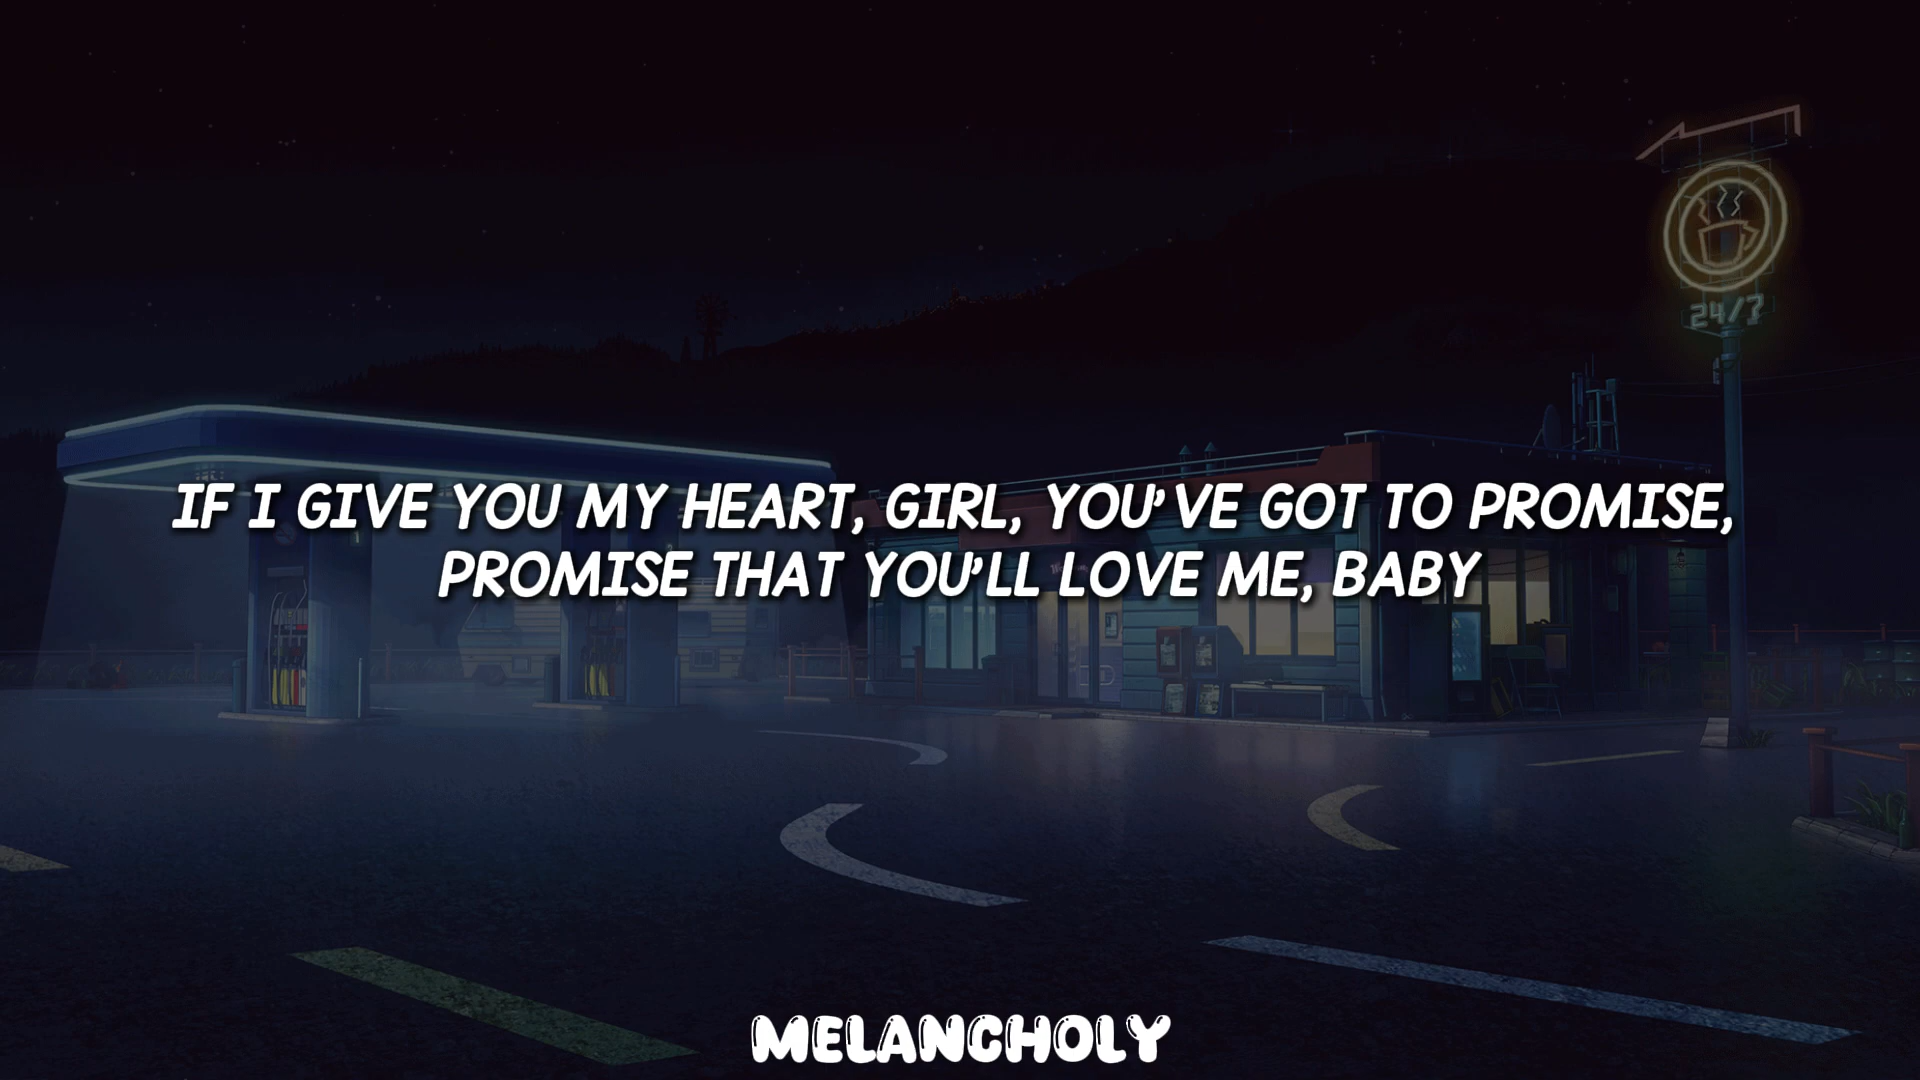 24/7
IF I GIVE YOU MY HEART, GIRL, YOU'VE GOT TO PROMISE,
PROMISE THAT YOU'LL LOVE ME, BABY
MELANCHOLY